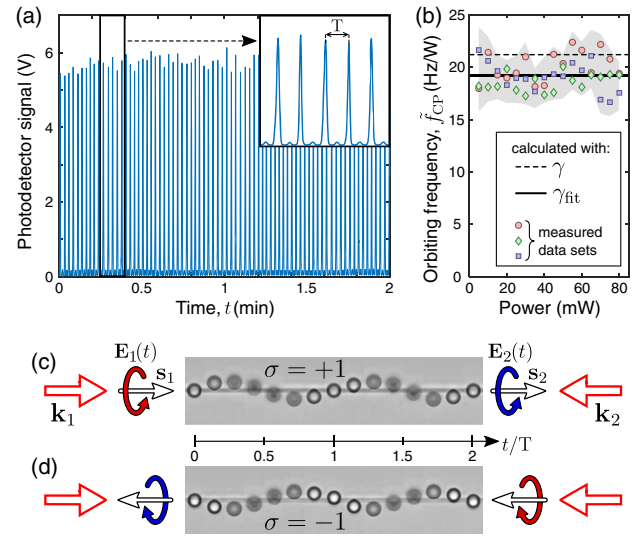 (a)
Photodetector signal (V)
6
4
2
0
T
0
0.5
1
1.5
2
Time, t (min)
(b)
Orbiting frequency, f̃CP (Hz/W)
25
20
15
10
5
0
calculated with:
γ
γfit
measured
data sets
0
20
40
60
80
Power (mW)
(c)
E1(t)
s1
k1
σ = +1
E2(t)
s2
k2
0
0.5
1
1.5
2
t/T
(d)
σ = −1